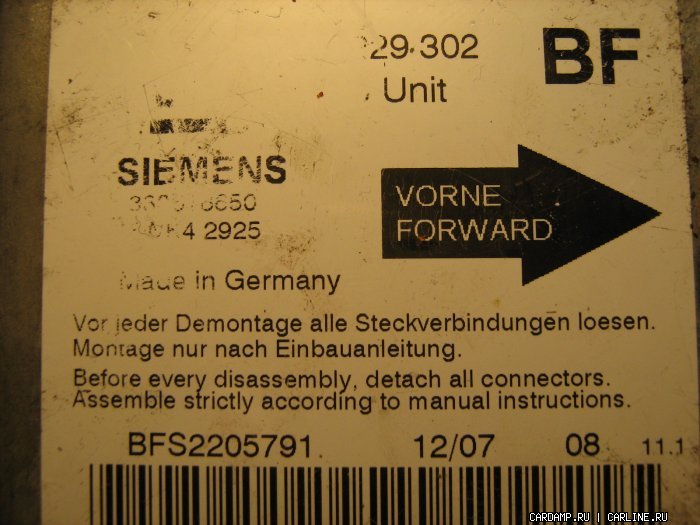 29 302
BF
Unit
SIEMENS
4 2925
VORNE
FORWARD
Made in Germany
Vor jeder Demontage alle Steckverbindungen loesen.
Montage nur nach Einbauanleitung.
Before every disassembly, detach all connectors.
Assemble strictly according to manual instructions.
BFS2205791 12/07 08 11.1
CARDAMP.RU | CARLINE.RU